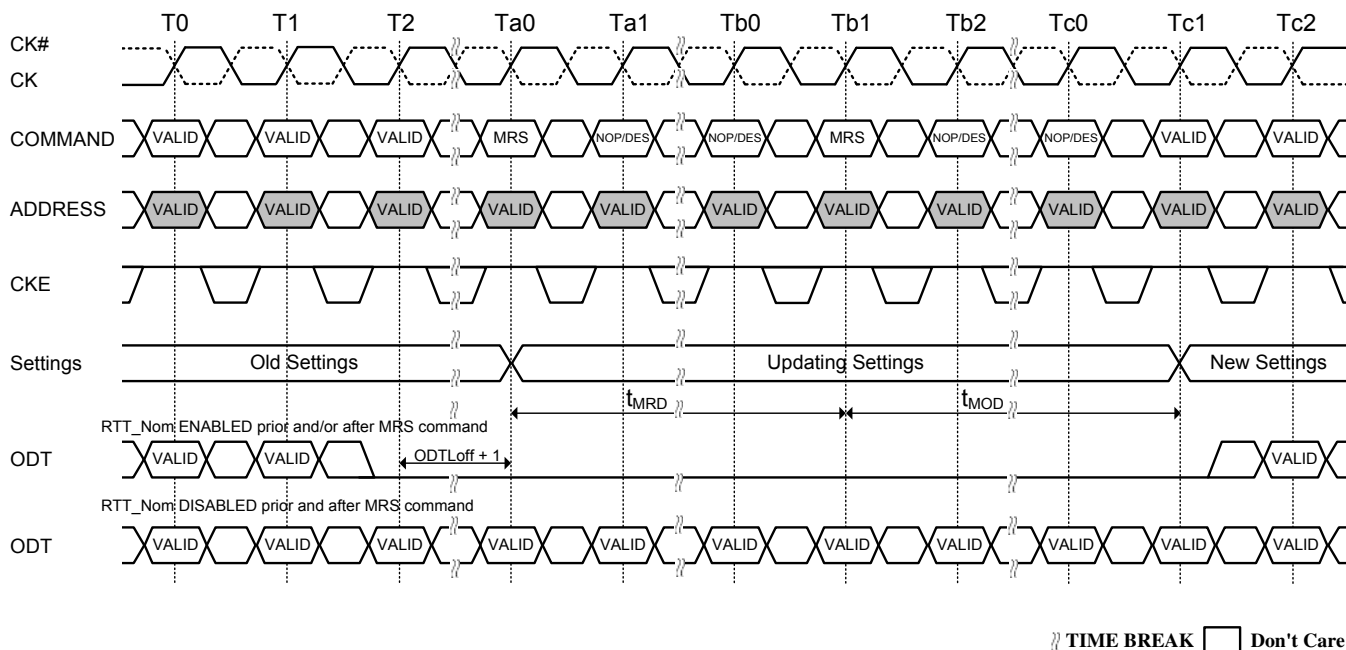 T0 T1 T2 Ta0 Ta1 Tb0 Tb1 Tb2 Tc0 Tc1 Tc2
CK#
CK
COMMAND VALID VALID VALID MRS NOP/DES NOP/DES MRS NOP/DES NOP/DES VALID VALID
ADDRESS VALID VALID VALID VALID VALID VALID VALID VALID VALID VALID VALID
CKE
Settings Old Settings Updating Settings New Settings
tMRD tMOD
RTT_Nom ENABLED prior and/or after MRS command
ODT VALID VALID ODTLoff + 1 VALID
RTT_Nom DISABLED prior and after MRS command
ODT VALID VALID VALID VALID VALID VALID VALID VALID VALID VALID VALID
TIME BREAK Don't Care